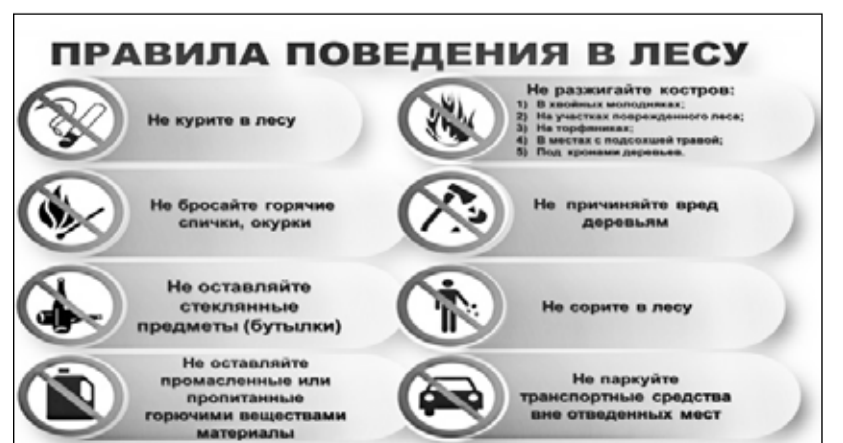 ПРАВИЛА ПОВЕДЕНИЯ В ЛЕСУ
Не курите в лесу
Не разжигайте костров:
1) В хвойных молодняках;
2) На участках поврежденного леса;
3) На торфяниках;
4) В местах с подсохшей травой;
5) Под кронами деревьев.
Не бросайте горячие
спички, окурки
Не причиняйте вред
деревьям
Не оставляйте
стеклянные
предметы (бутылки)
Не сорите в лесу
Не оставляйте
промасленные или
пропитанные
горючими веществами
материалы
Не паркуйте
транспортные средства
вне отведенных мест